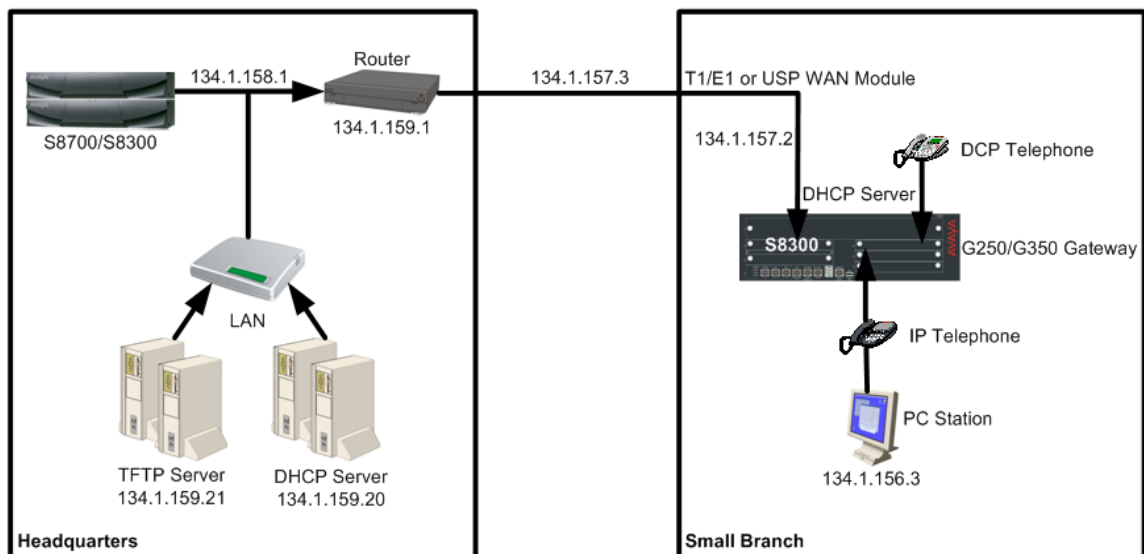 Router
134.1.158.1
134.1.159.1
S8700/S8300
LAN
TFTP Server
134.1.159.21
DHCP Server
134.1.159.20
Headquarters
134.1.157.3
T1/E1 or USP WAN Module
134.1.157.2
DCP Telephone
DHCP Server
S8300
AVAYA
G250/G350 Gateway
IP Telephone
PC Station
134.1.156.3
Small Branch